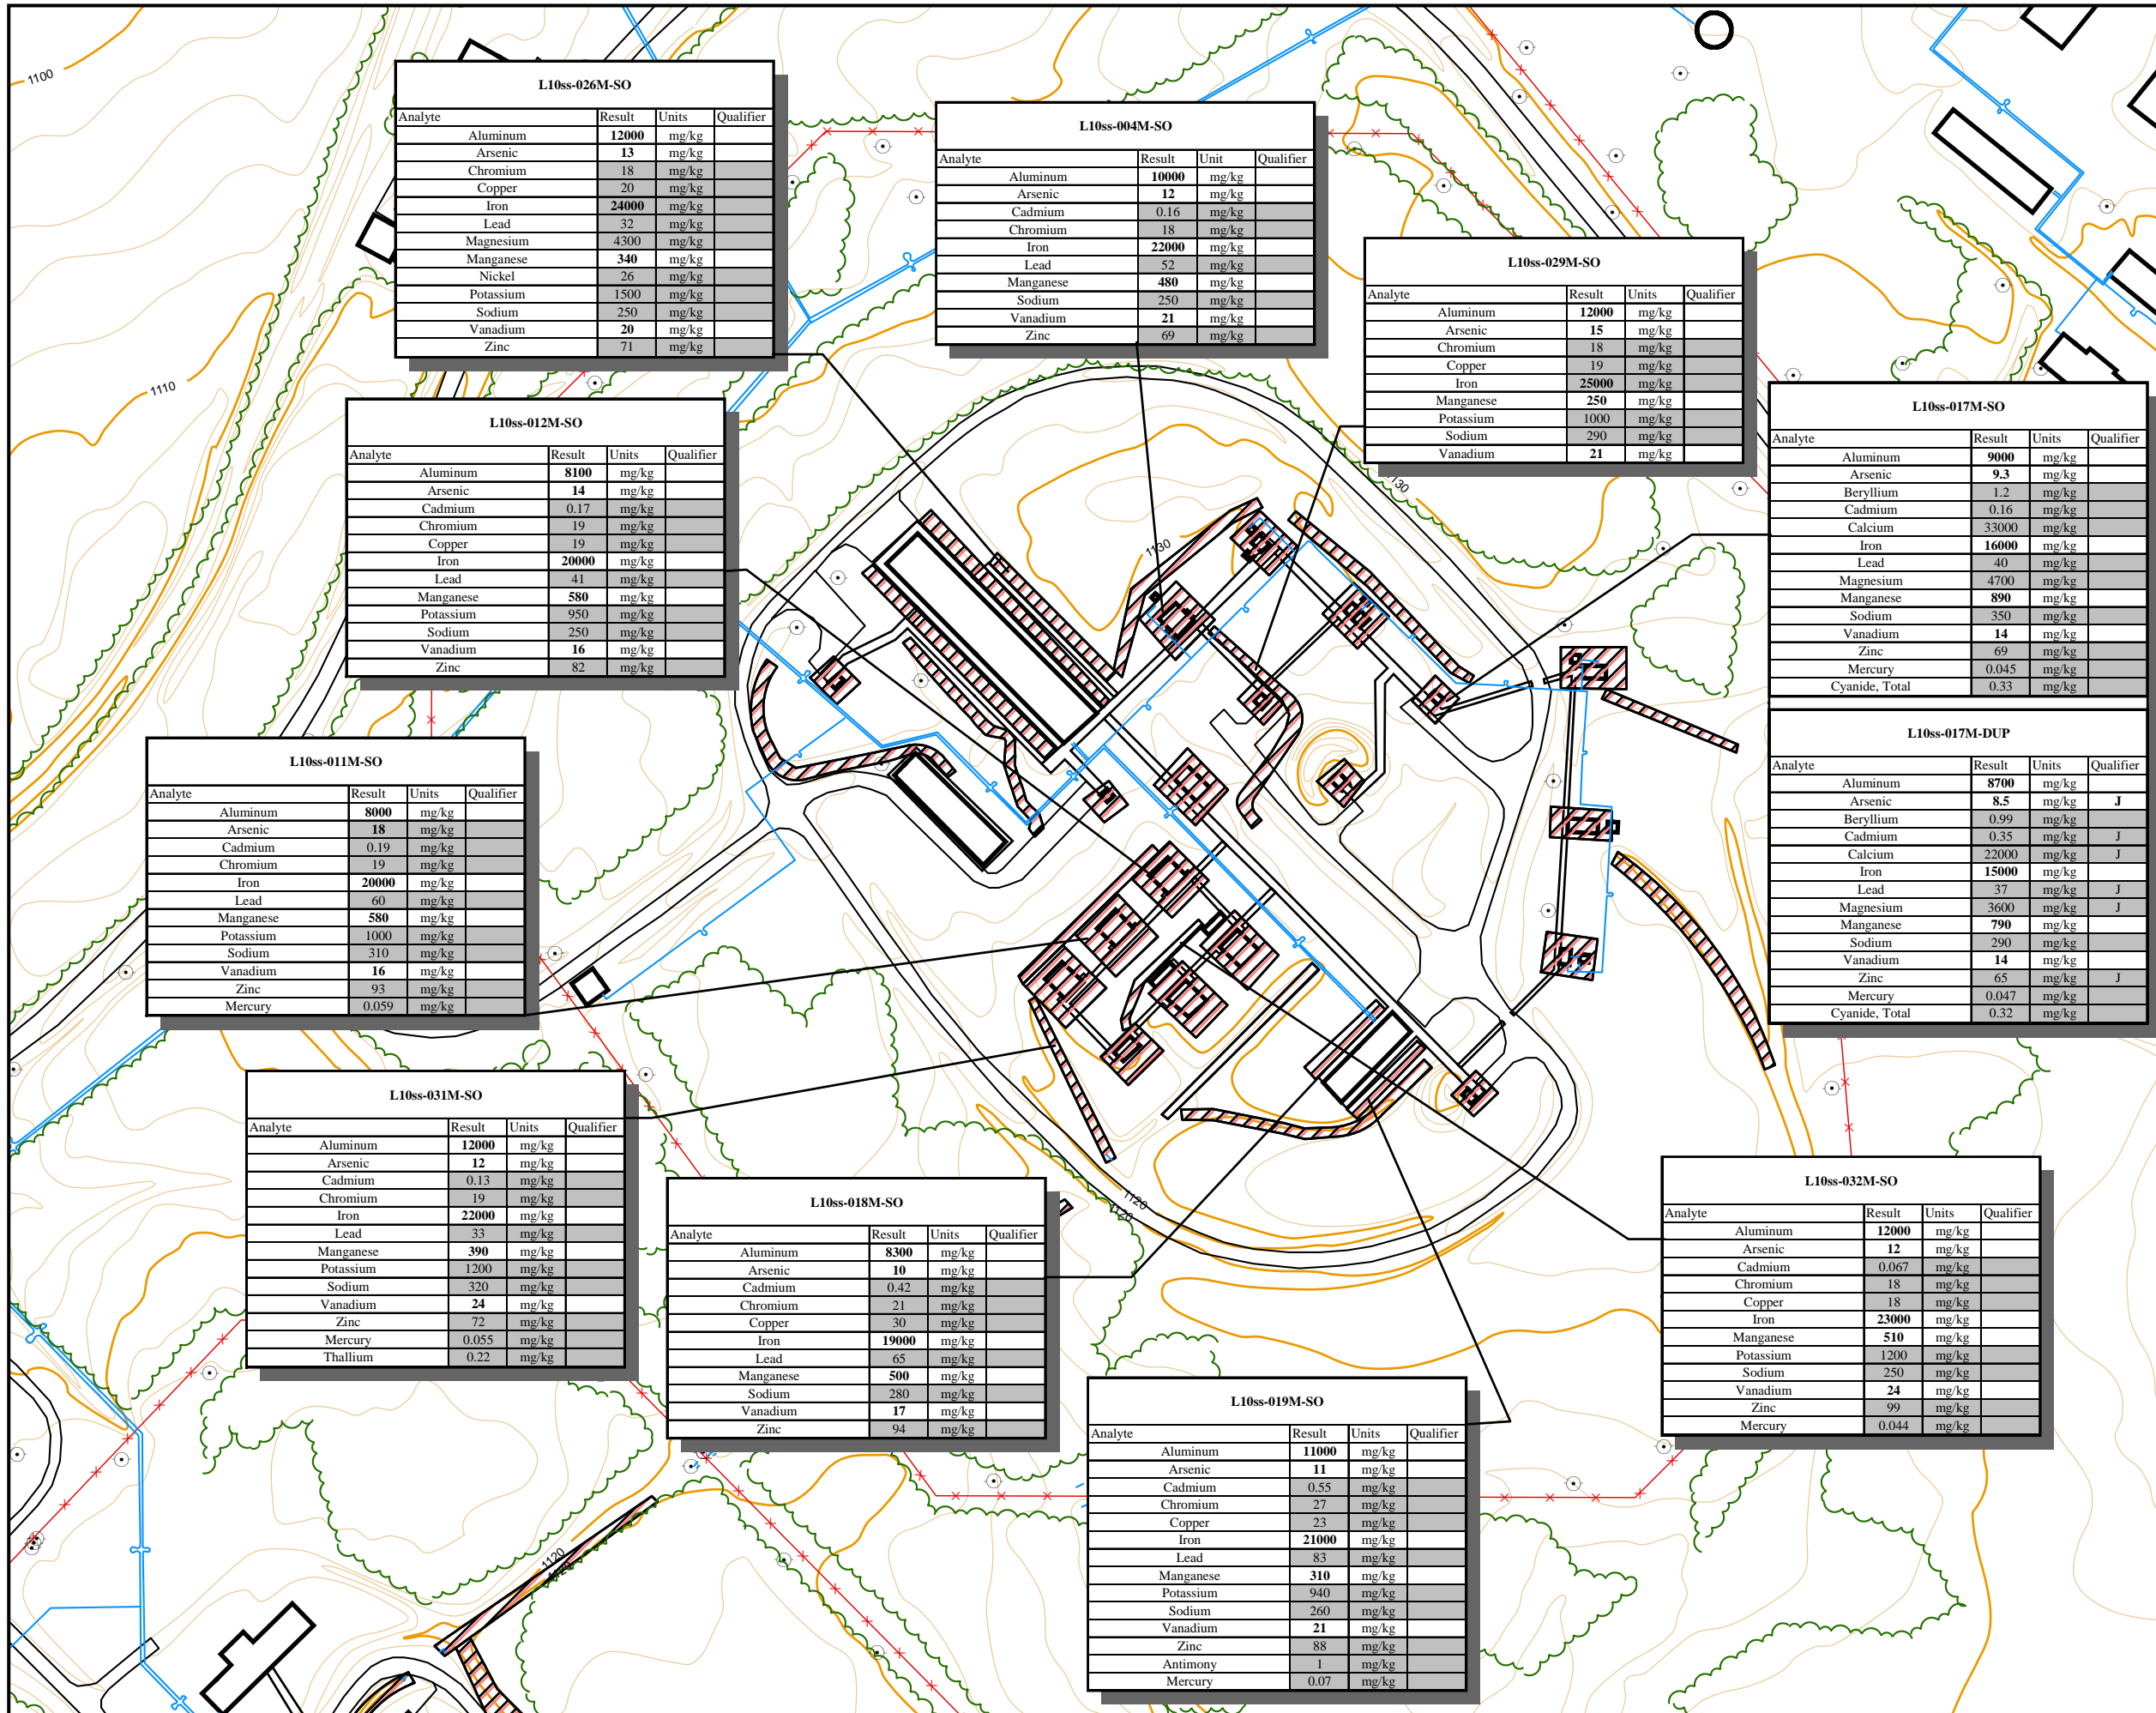 1100
1110
L10ss-026M-SO
Analyte Result Units Qualifier
Aluminum 12000 mg/kg
Arsenic 13 mg/kg
Chromium 18 mg/kg
Copper 20 mg/kg
Iron 24000 mg/kg
Lead 32 mg/kg
Magnesium 4300 mg/kg
Manganese 340 mg/kg
Nickel 26 mg/kg
Potassium 1500 mg/kg
Sodium 250 mg/kg
Vanadium 20 mg/kg
Zinc 71 mg/kg
L10ss-004M-SO
Analyte Result Unit Qualifier
Aluminum 10000 mg/kg
Arsenic 12 mg/kg
Cadmium 0.16 mg/kg
Chromium 18 mg/kg
Iron 22000 mg/kg
Lead 52 mg/kg
Manganese 480 mg/kg
Sodium 250 mg/kg
Vanadium 21 mg/kg
Zinc 69 mg/kg
L10ss-029M-SO
Analyte Result Units Qualifier
Aluminum 12000 mg/kg
Arsenic 15 mg/kg
Chromium 18 mg/kg
Copper 19 mg/kg
Iron 25000 mg/kg
Manganese 250 mg/kg
Potassium 1000 mg/kg
Sodium 290 mg/kg
Vanadium 21 mg/kg
1130
1130
L10ss-017M-SO
Analyte Result Units Qualifier
Aluminum 9000 mg/kg
Arsenic 9.3 mg/kg
Beryllium 1.2 mg/kg
Cadmium 0.16 mg/kg
Calcium 33000 mg/kg
Iron 16000 mg/kg
Lead 40 mg/kg
Magnesium 4700 mg/kg
Manganese 890 mg/kg
Sodium 350 mg/kg
Vanadium 14 mg/kg
Zinc 69 mg/kg
Mercury 0.045 mg/kg
Cyanide, Total 0.33 mg/kg
L10ss-017M-DUP
Analyte Result Units Qualifier
Aluminum 8700 mg/kg
Arsenic 8.5 mg/kg J
Beryllium 0.99 mg/kg
Cadmium 0.35 mg/kg J
Calcium 22000 mg/kg J
Iron 15000 mg/kg
Lead 37 mg/kg J
Magnesium 3600 mg/kg J
Manganese 790 mg/kg
Sodium 290 mg/kg
Vanadium 14 mg/kg
Zinc 65 mg/kg J
Mercury 0.047 mg/kg
Cyanide, Total 0.32 mg/kg
L10ss-012M-SO
Analyte Result Units Qualifier
Aluminum 8100 mg/kg
Arsenic 14 mg/kg
Cadmium 0.17 mg/kg
Chromium 19 mg/kg
Copper 19 mg/kg
Iron 20000 mg/kg
Lead 41 mg/kg
Manganese 580 mg/kg
Potassium 950 mg/kg
Sodium 250 mg/kg
Vanadium 16 mg/kg
Zinc 82 mg/kg
L10ss-011M-SO
Analyte Result Units Qualifier
Aluminum 8000 mg/kg
Arsenic 18 mg/kg
Cadmium 0.19 mg/kg
Chromium 19 mg/kg
Iron 20000 mg/kg
Lead 60 mg/kg
Manganese 580 mg/kg
Potassium 1000 mg/kg
Sodium 310 mg/kg
Vanadium 16 mg/kg
Zinc 93 mg/kg
Mercury 0.059 mg/kg
L10ss-031M-SO
Analyte Result Units Qualifier
Aluminum 12000 mg/kg
Arsenic 12 mg/kg
Cadmium 0.13 mg/kg
Chromium 19 mg/kg
Iron 22000 mg/kg
Lead 33 mg/kg
Manganese 390 mg/kg
Potassium 1200 mg/kg
Sodium 320 mg/kg
Vanadium 24 mg/kg
Zinc 72 mg/kg
Mercury 0.055 mg/kg
Thallium 0.22 mg/kg
L10ss-018M-SO
Analyte Result Units Qualifier
Aluminum 8300 mg/kg
Arsenic 10 mg/kg
Cadmium 0.42 mg/kg
Chromium 21 mg/kg
Copper 30 mg/kg
Iron 19000 mg/kg
Lead 65 mg/kg
Manganese 500 mg/kg
Sodium 280 mg/kg
Vanadium 17 mg/kg
Zinc 94 mg/kg
1120
1120
L10ss-032M-SO
Analyte Result Units Qualifier
Aluminum 12000 mg/kg
Arsenic 12 mg/kg
Cadmium 0.067 mg/kg
Chromium 18 mg/kg
Copper 18 mg/kg
Iron 23000 mg/kg
Manganese 510 mg/kg
Potassium 1200 mg/kg
Sodium 250 mg/kg
Vanadium 24 mg/kg
Zinc 99 mg/kg
Mercury 0.044 mg/kg
L10ss-019M-SO
Analyte Result Units Qualifier
Aluminum 11000 mg/kg
Arsenic 11 mg/kg
Cadmium 0.55 mg/kg
Chromium 27 mg/kg
Copper 23 mg/kg
Iron 21000 mg/kg
Lead 83 mg/kg
Manganese 310 mg/kg
Potassium 940 mg/kg
Sodium 260 mg/kg
Vanadium 21 mg/kg
Zinc 88 mg/kg
Antimony 1 mg/kg
Mercury 0.07 mg/kg
1120
1120